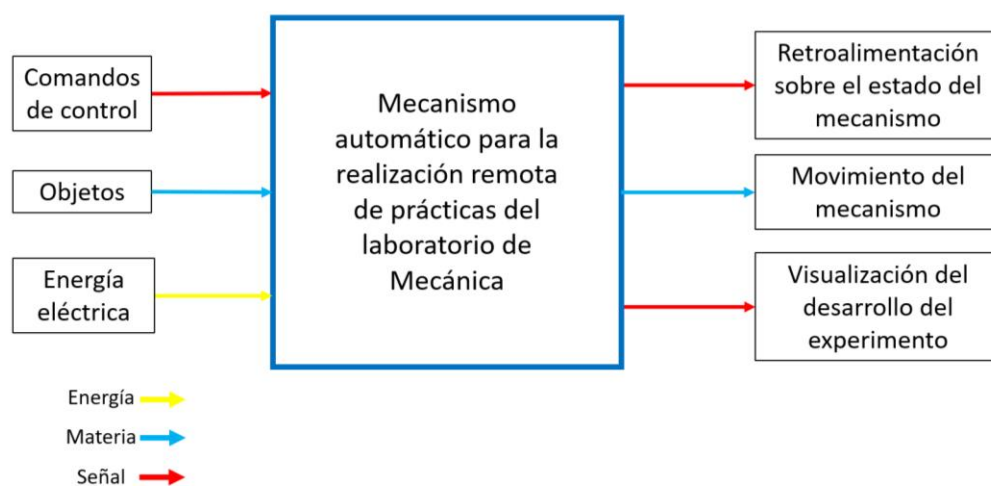 Comandos
de control
Objetos
Energía
eléctrica
Mecanismo
automático para la
realización remota
de prácticas del
laboratorio de
Mecánica
Retroalimentación
sobre el estado del
mecanismo
Movimiento del
mecanismo
Visualización del
desarrollo del
experimento
Energía
Materia
Señal